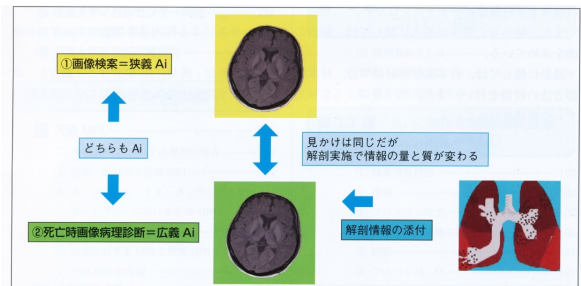 ①画像検案＝狭義 Ai
どちらも Ai
見かけは同じだが
解剖実施で情報の量と質が変わる
②死亡時画像病理診断＝広義 Ai
解剖情報の添付